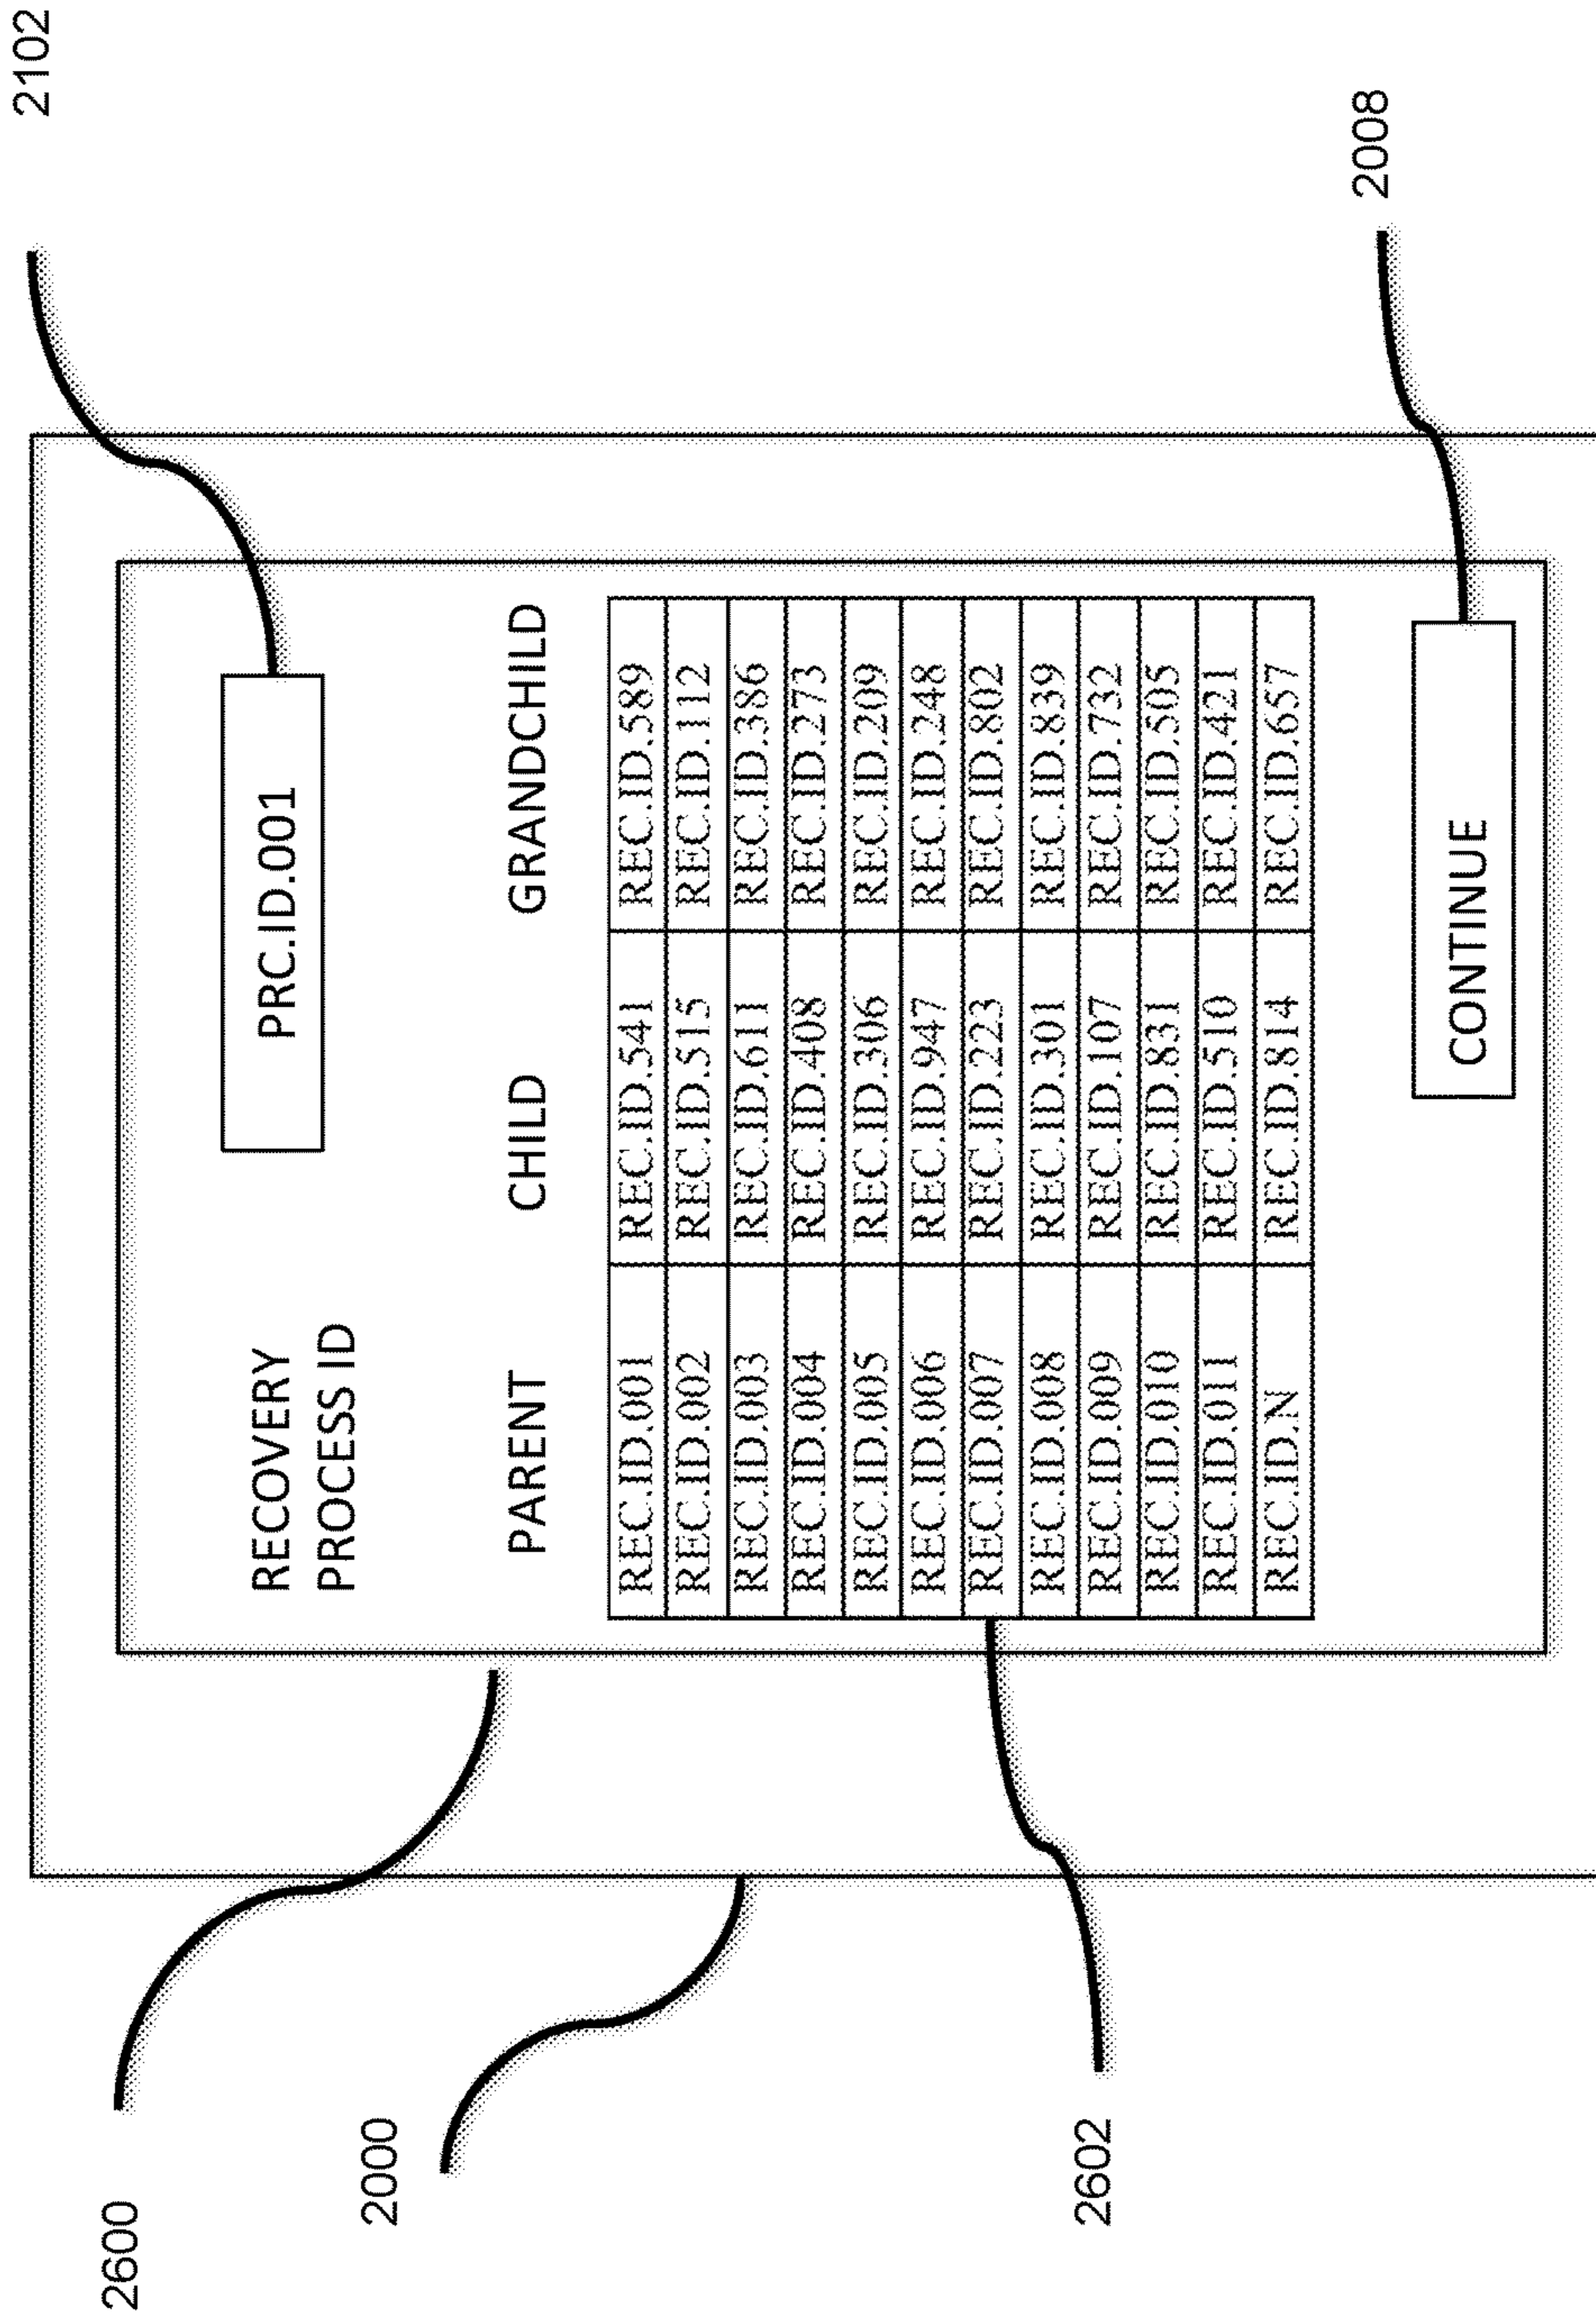 2600
2102
2000
RECOVERY
PROCESS ID
PRC.ID.001
PARENT CHILD GRANDCHILD
REC.ID.001 REC.ID.541 REC.ID.589
REC.ID.002 REC.ID.515 REC.ID.112
REC.ID.003 REC.ID.611 REC.ID.386
REC.ID.004 REC.ID.408 REC.ID.273
REC.ID.005 REC.ID.306 REC.ID.209
REC.ID.006 REC.ID.947 REC.ID.248
REC.ID.007 REC.ID.223 REC.ID.802
REC.ID.008 REC.ID.301 REC.ID.839
REC.ID.009 REC.ID.107 REC.ID.732
REC.ID.010 REC.ID.831 REC.ID.505
REC.ID.011 REC.ID.510 REC.ID.421
REC.ID.N REC.ID.814 REC.ID.657
2602
2008
CONTINUE